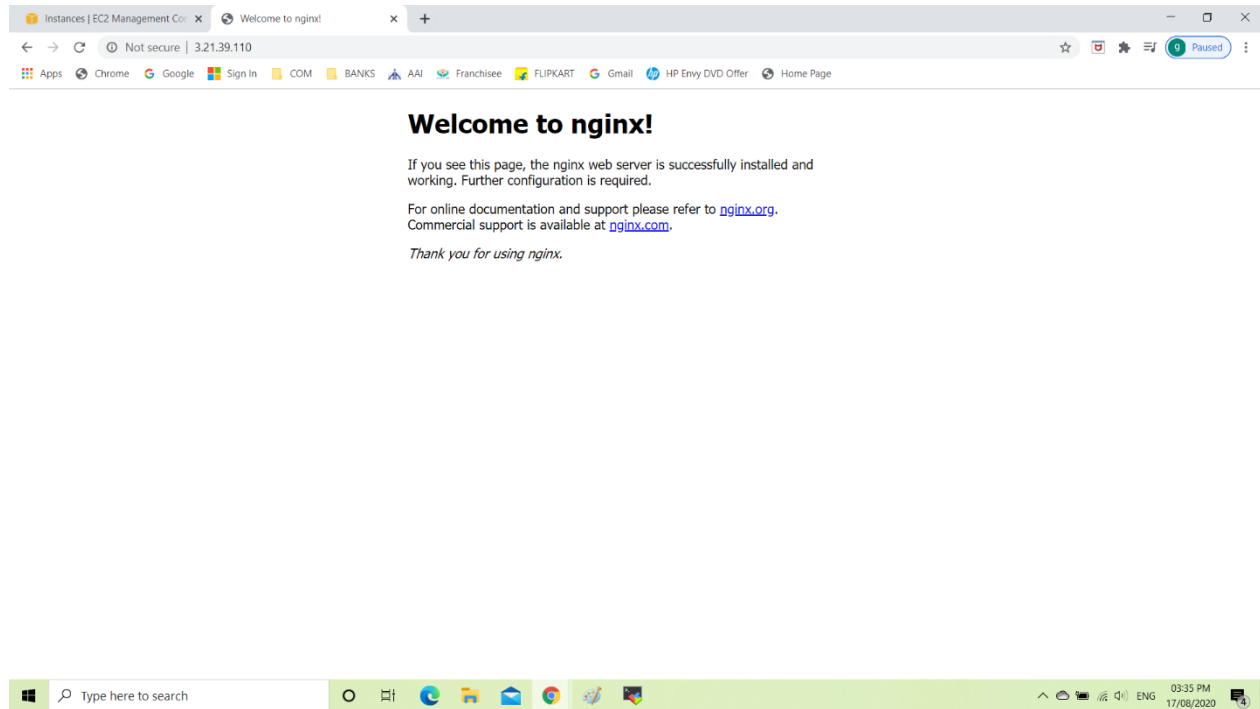 Instances | EC2 Management Con
Welcome to nginx!
Not secure | 3.21.39.110
g Paused
Apps Chrome Google Sign In COM BANKS AAI Franchisee FLIPKART Gmail HP Envy DVD Offer Home Page
Welcome to nginx!
If you see this page, the nginx web server is successfully installed and
working. Further configuration is required.
For online documentation and support please refer to nginx.org.
Commercial support is available at nginx.com.
Thank you for using nginx.
Type here to search
ENG
03:35 PM
17/08/2020
4